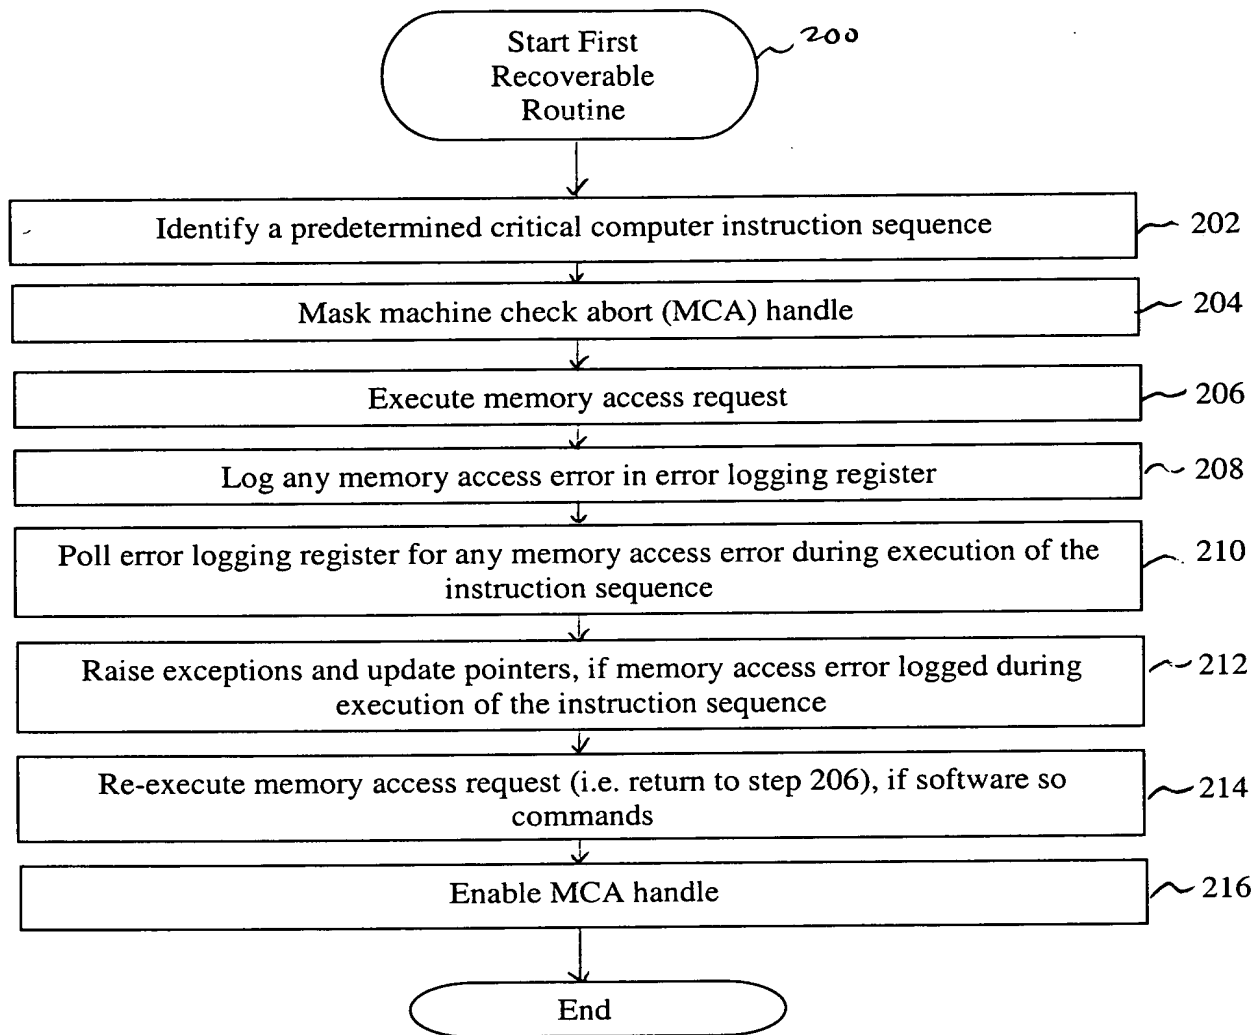 Start First
200
Recoverable
Routine
Identify a predetermined critical computer instruction sequence
202
Mask machine check abort (MCA) handle
204
Execute memory access request
206
Log any memory access error in error logging register
208
Poll error logging register for any memory access error during execution of the
instruction sequence
210
Raise exceptions and update pointers, if memory access error logged during
execution of the instruction sequence
212
Re-execute memory access request (i.e. return to step 206), if software so
commands
214
Enable MCA handle
216
End